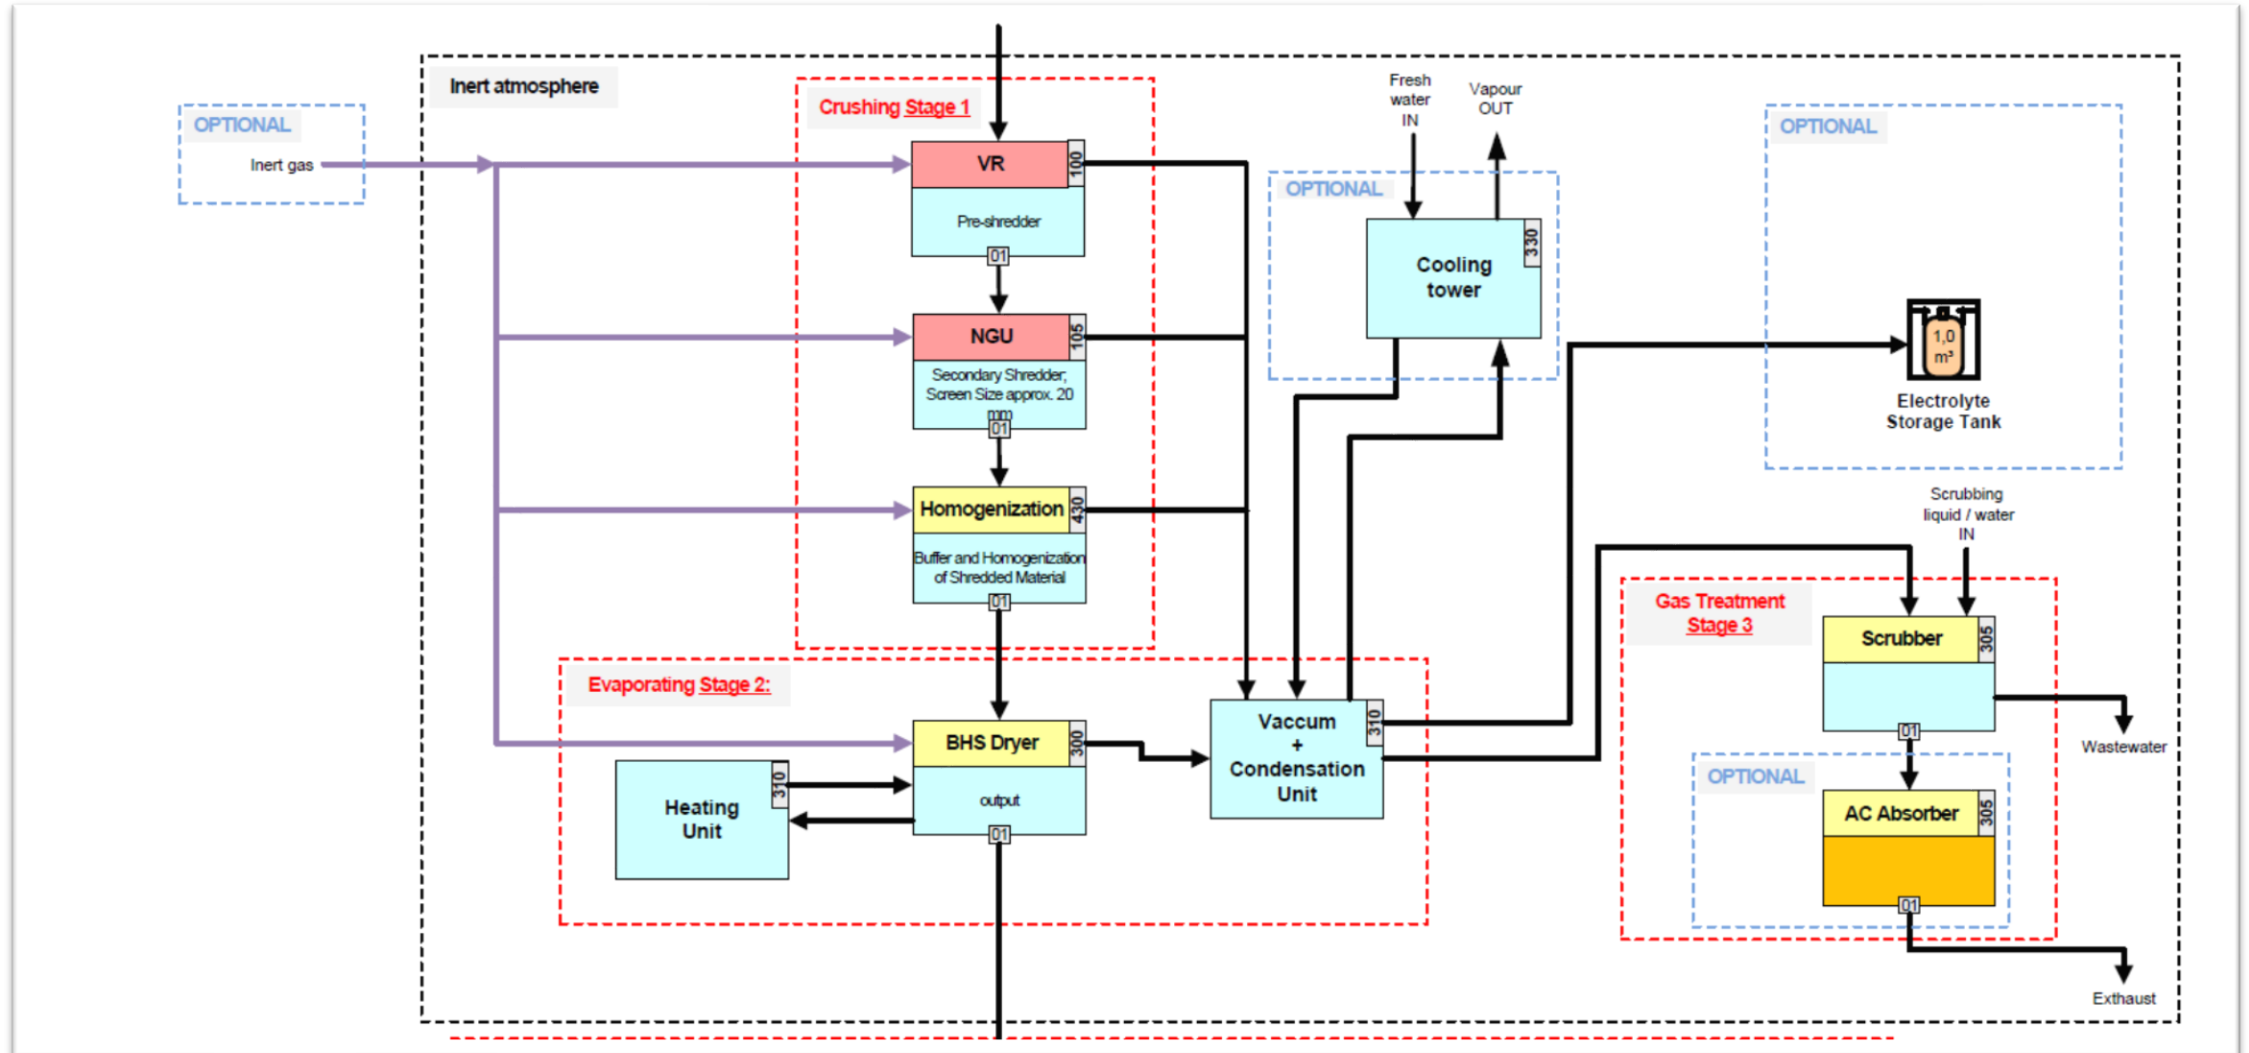 Inert atmosphere
OPTIONAL
Inert gas
Crushing Stage 1
VR
100
Pre-shredder
01
NGU
105
Secondary Shredder;
Screen Size approx. 20
mm
01
Homogenization
430
Buffer and Homogenization
of Shredded Material
01
Evaporating Stage 2:
BHS Dryer
300
output
01
Heating
Unit
310
Vaccum
+
Condensation
Unit
310
Fresh
water
IN
Vapour
OUT
OPTIONAL
Cooling
tower
330
OPTIONAL
1,0
m³
Electrolyte
Storage Tank
Scrubbing
liquid / water
IN
Gas Treatment
Stage 3
Scrubber
305
01
Wastewater
OPTIONAL
AC Absorber
305
01
Exthaust